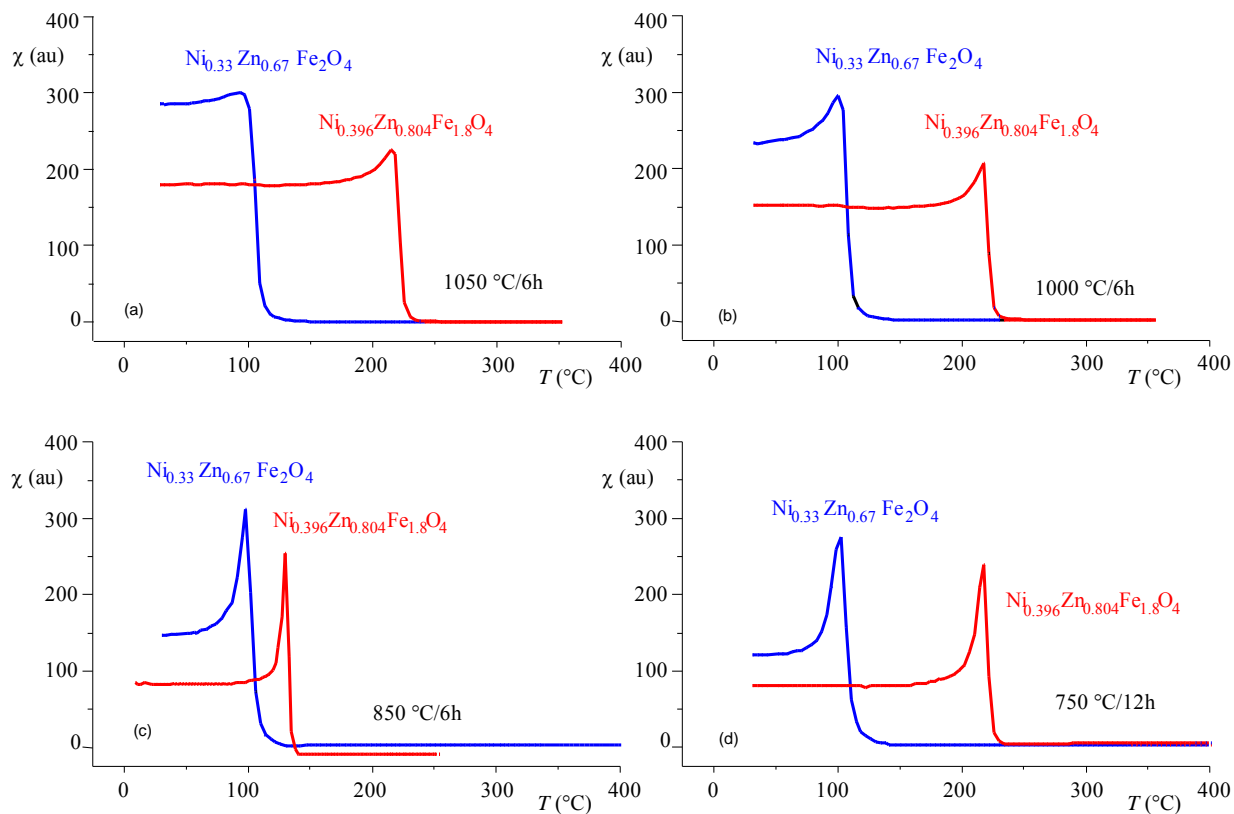 400
χ (au)
Ni0.33 Zn0.67 Fe2O4
300
Ni0.396Zn0.804Fe1.8O4
200
100
1050 °C/6h
(a)
0
0 100 200 300 400
T (°C)
400
χ (au)
Ni0.33 Zn0.67 Fe2O4
300
Ni0.396Zn0.804Fe1.8O4
200
100
1000 °C/6h
(b)
0
0 100 200 300 400
T (°C)
400
χ (au)
Ni0.33 Zn0.67 Fe2O4
300
Ni0.396Zn0.804Fe1.8O4
200
100
850 °C/6h
(c)
0
0 100 200 300 400
T (°C)
400
χ (au)
Ni0.33 Zn0.67 Fe2O4
300
200
Ni0.396Zn0.804Fe1.8O4
100
750 °C/12h
(d)
0
0 100 200 300 400
T (°C)